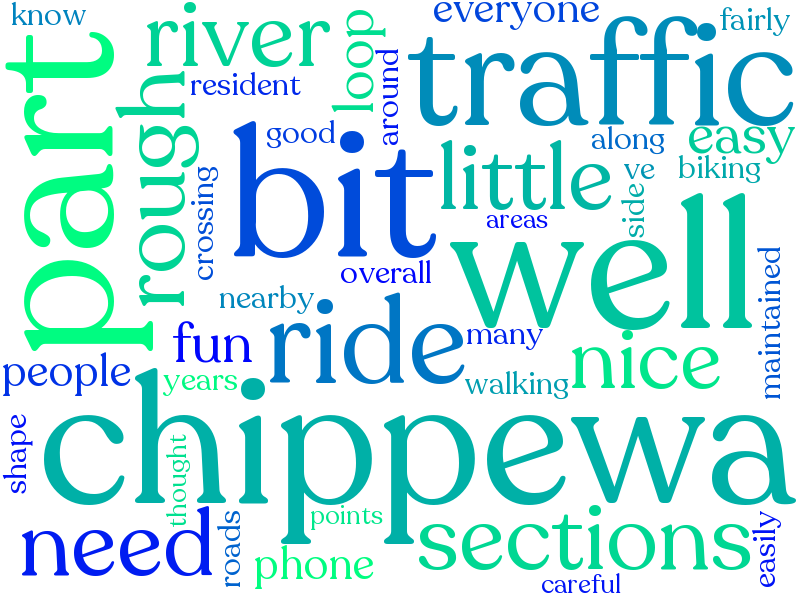 know
everyone
fairly
river
loop
traffic
resident
around
part
rough
good
along
easy
bit
little
ve
biking
crossing
side
areas
well
overall
nearby
maintained
ride
many
fun
nice
people
years
walking
chippewa
shape
thought
points
need
roads
sections
easily
phone
careful